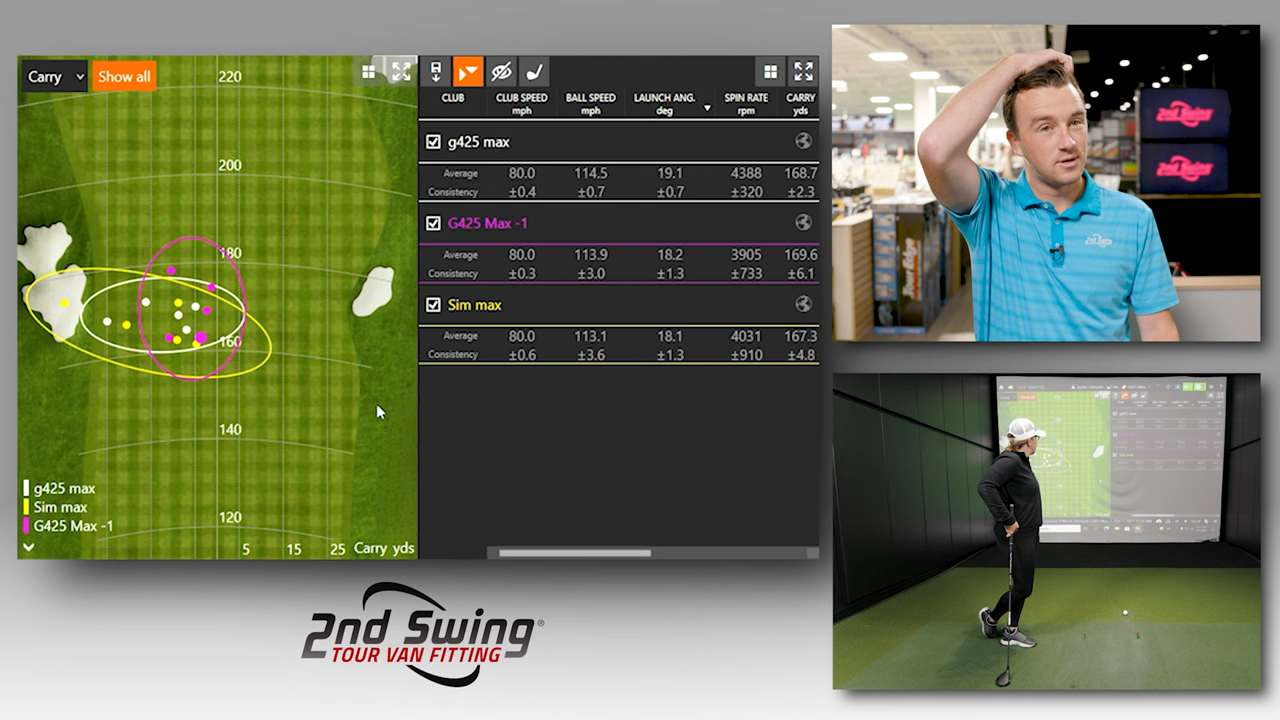 Carry
Show all
220
200
180
160
140
120
5 15 25 Carry yds
g425 max
Sim max
G425 Max -1
CLUB CLUB SPEED BALL SPEED LAUNCH ANG. SPIN RATE CARRY
mph mph deg rpm yds
g425 max
Average 80.0 114.5 19.1 4388 168.7
Consistency ±0.4 ±0.7 ±0.7 ±320 ±2.3
G425 Max -1
Average 80.0 113.9 18.2 3905 169.6
Consistency ±0.3 ±3.0 ±1.3 ±733 ±6.1
Sim max
Average 80.0 113.1 18.1 4031 167.3
Consistency ±0.6 ±3.6 ±1.3 ±910 ±4.8
2nd Swing®
TOUR VAN FITTING
2nd Swing
2nd Swing
2nd Swing